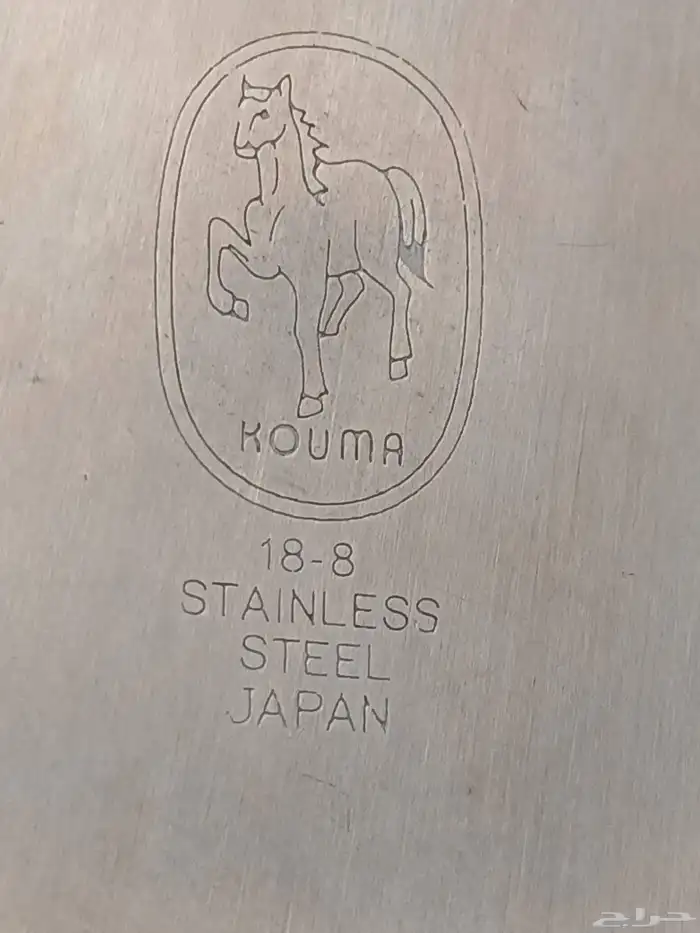 KOUMA
18-8
STAINLESS
STEEL
JAPAN
حراج